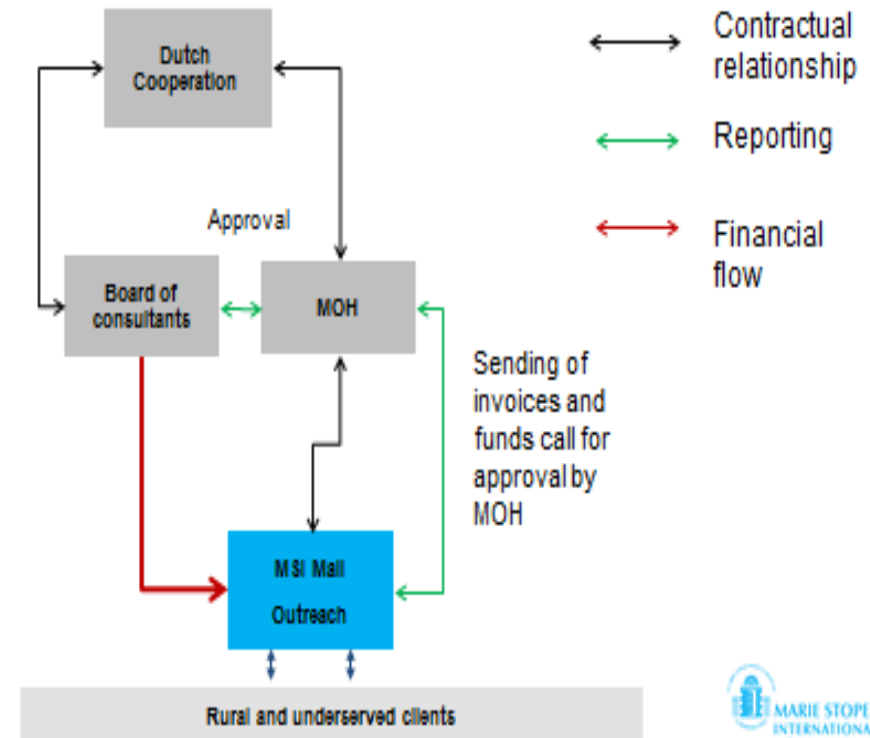 Dutch
Cooperation
Contractual
relationship
Reporting
Financial
flow
Approval
Board of
consultants
MOH
Sending of
invoices and
funds call for
approval by
MOH
MSI Mali
Outreach
Rural and underserved clients
MARIE STOPE
INTERNATIONA